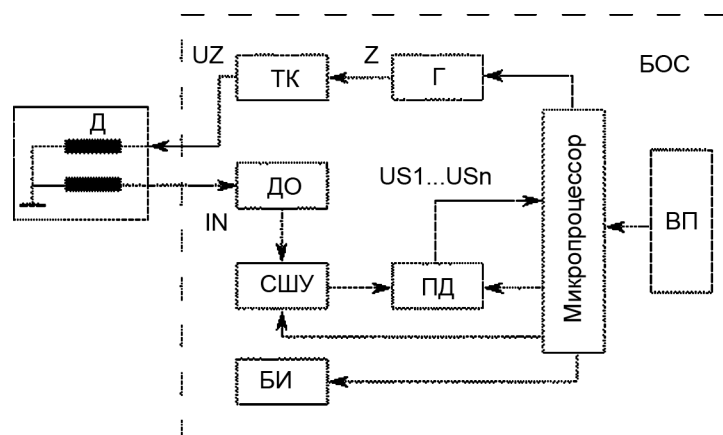 UZ
Z
ТК
Г
БОС
Д
Микропроцессор
ВП
ДО
US1...USn
IN
СШУ
ПД
БИ